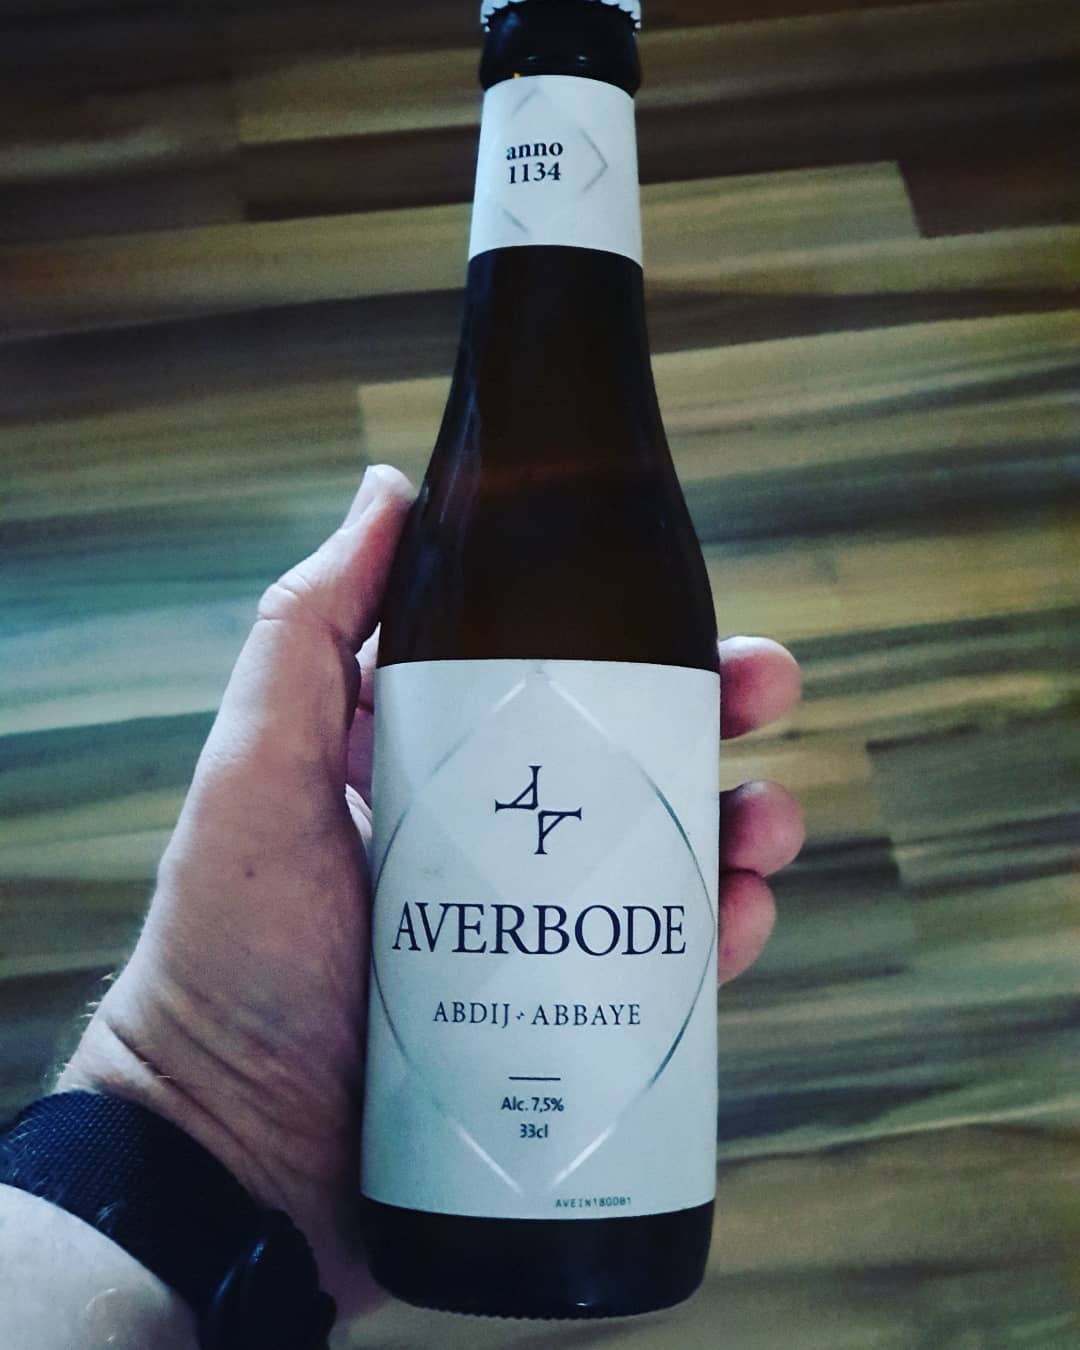 anno
1134
AVERBODE
ABDIJ ABBAYE
Alc. 7,5%
33cl
AVEIN180081